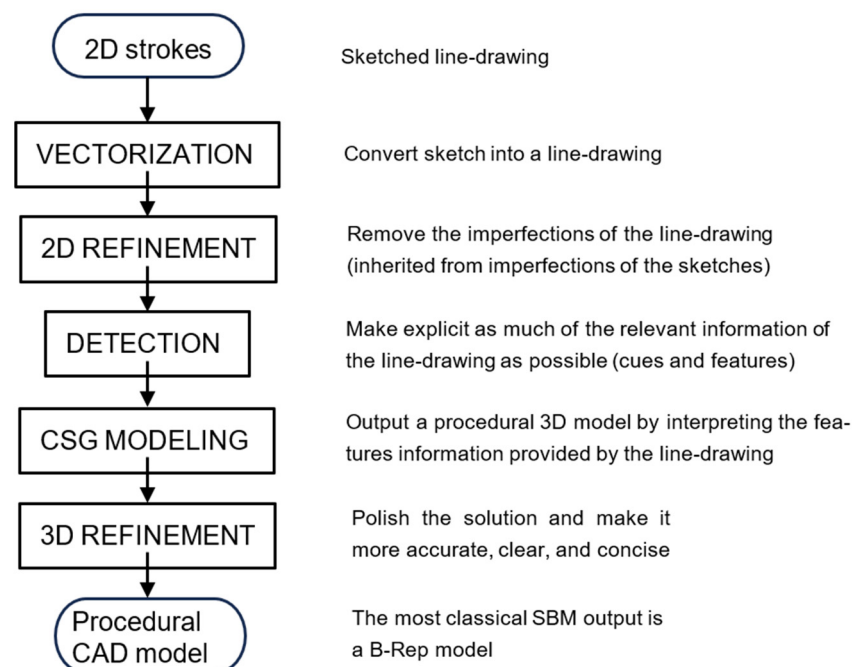 2D strokes
Sketched line-drawing
VECTORIZATION
Convert sketch into a line-drawing
2D REFINEMENT
Remove the imperfections of the line-drawing
(inherited from imperfections of the sketches)
DETECTION
Make explicit as much of the relevant information of
the line-drawing as possible (cues and features)
CSG MODELING
Output a procedural 3D model by interpreting the fea-
tures information provided by the line-drawing
3D REFINEMENT
Polish the solution and make it
more accurate, clear, and concise
Procedural
CAD model
The most classical SBM output is
a B-Rep model